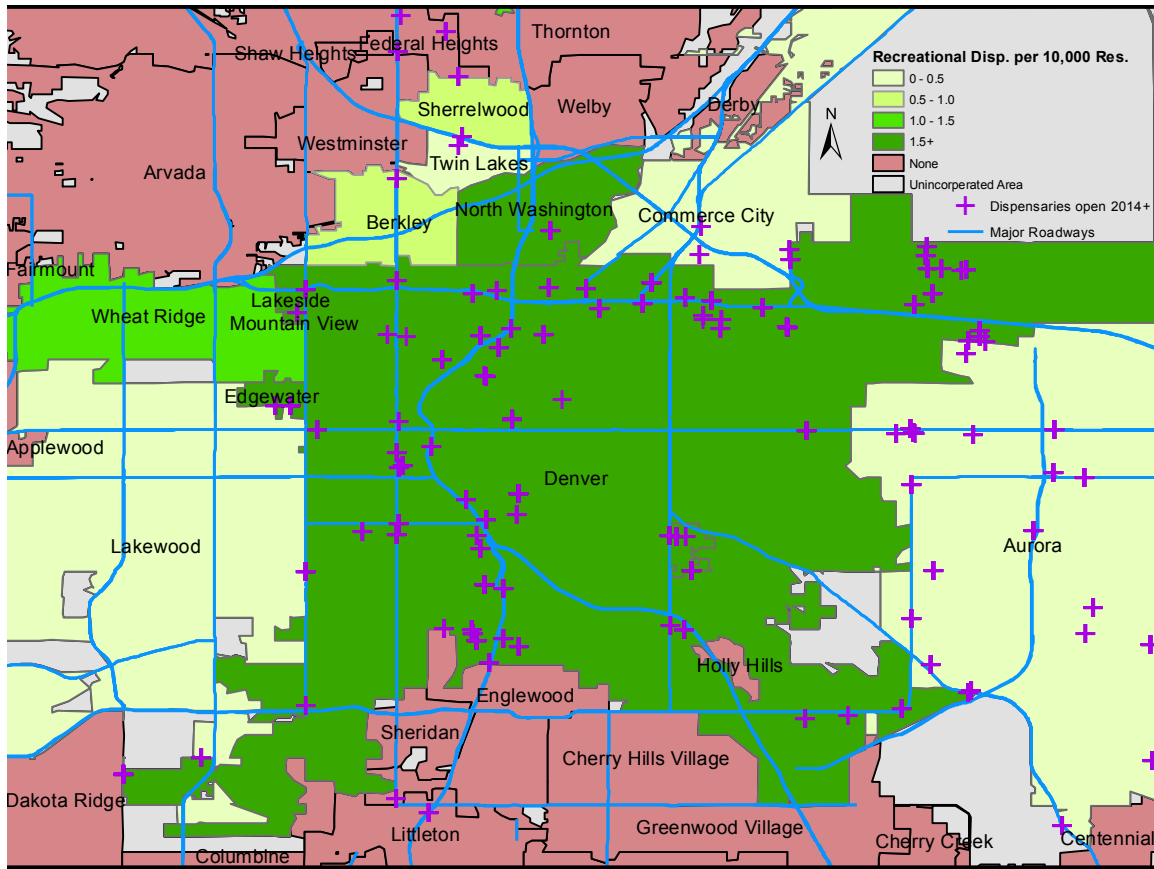 Thornton
Federal Heights
Shaw Heights
Recreational Disp. per 10,000 Res.
0 - 0.5
0.5 - 1.0
1.0 - 1.5
1.5+
None
Unincorperated Area
Dispensaries open 2014+
Major Roadways
N
Sherrelwood
Welby
Derby
Westminster
Twin Lakes
Arvada
North Washington
Commerce City
Berkley
Fairmount
Lakeside
Wheat Ridge
Mountain View
Edgewater
Applewood
Denver
Lakewood
Aurora
Holly Hills
Englewood
Sheridan
Cherry Hills Village
Dakota Ridge
Greenwood Village
Littleton
Cherry Creek
Centennial
Columbine